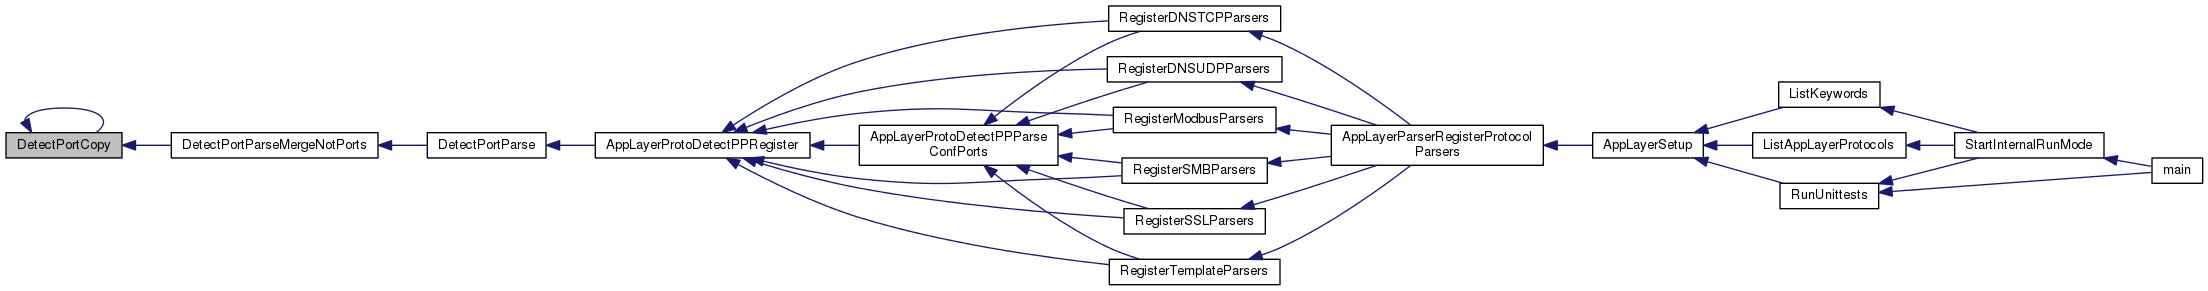 DetectPortCopy
DetectPortParseMergeNotPorts
DetectPortParse
AppLayerProtoDetectPPRegister
AppLayerProtoDetectPPParse
ConfPorts
RegisterDNSTCPParsers
RegisterDNSUDPParsers
RegisterModbusParsers
RegisterSMBParsers
RegisterSSLParsers
RegisterTemplateParsers
AppLayerParserRegisterProtocol
Parsers
AppLayerSetup
ListKeywords
ListAppLayerProtocols
RunUnittests
StartInternalRunMode
main